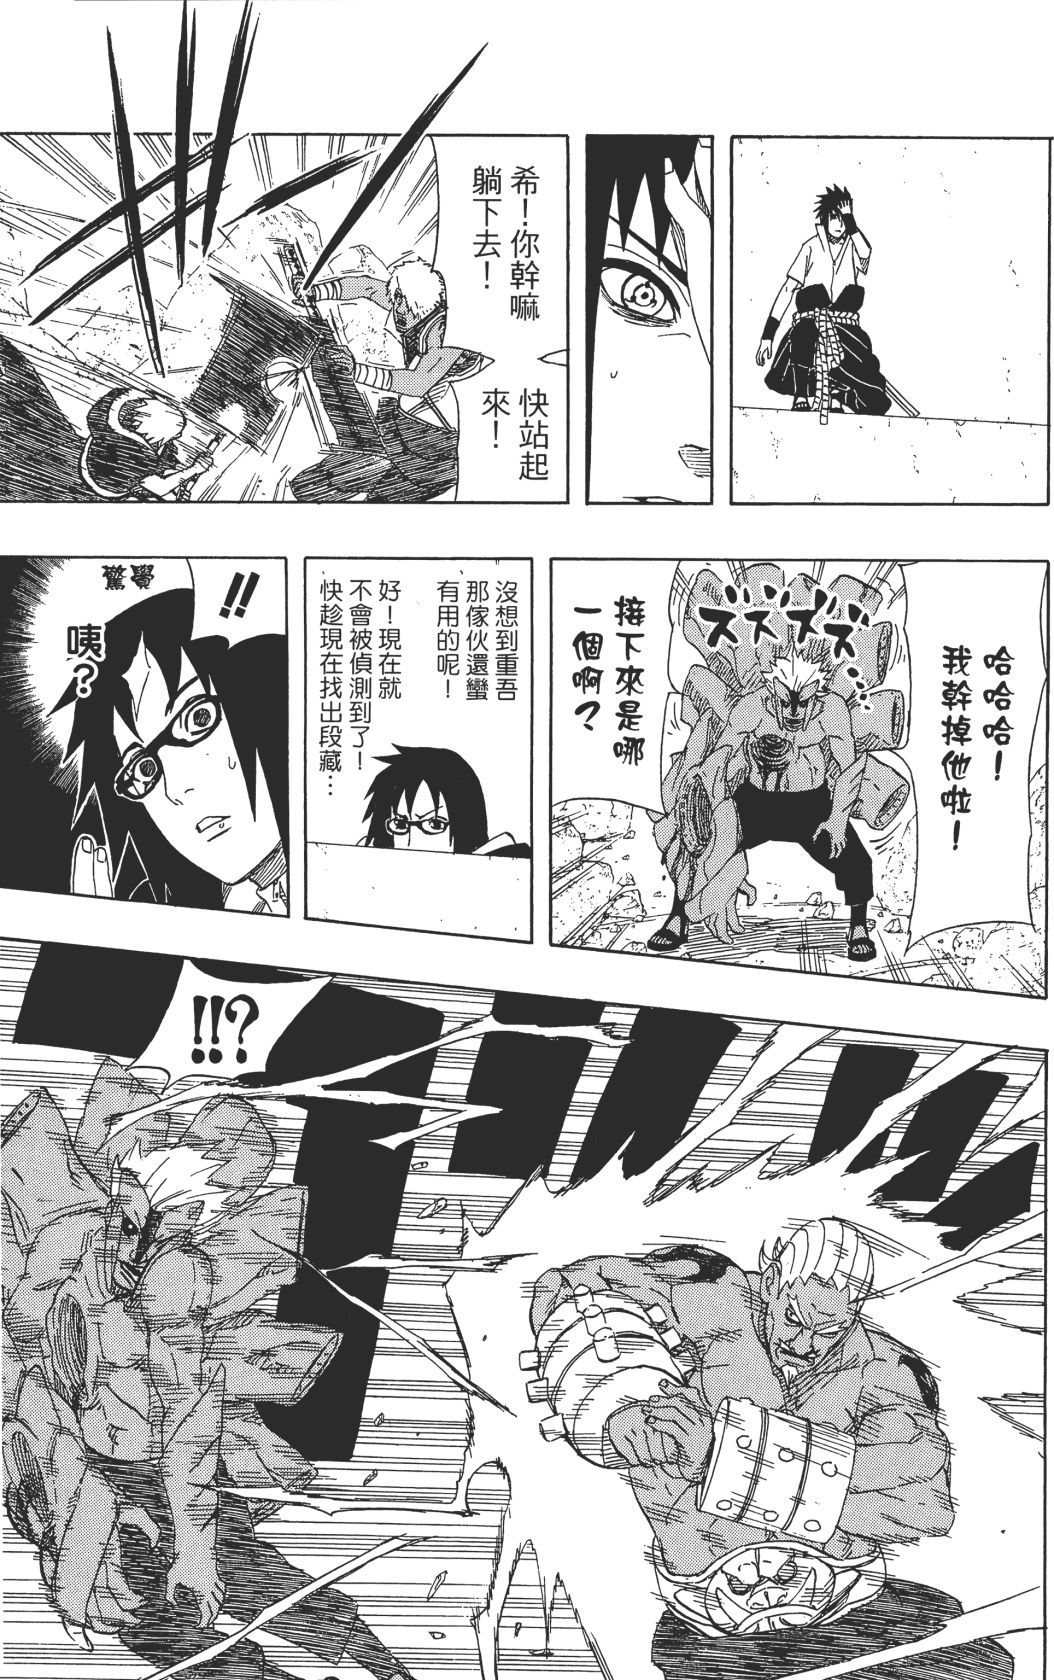 希！你幹嘛
躺下去！
快站起
來！
哈哈哈！
我幹掉他啦！
ズズズズ
接下來是哪
一個啊？
沒想到重吾
那傢伙還蠻
有用的呢！
好！現在就
不會被偵測到了！
快趁現在找出段藏…
!!
驚覺
咦？
!!?